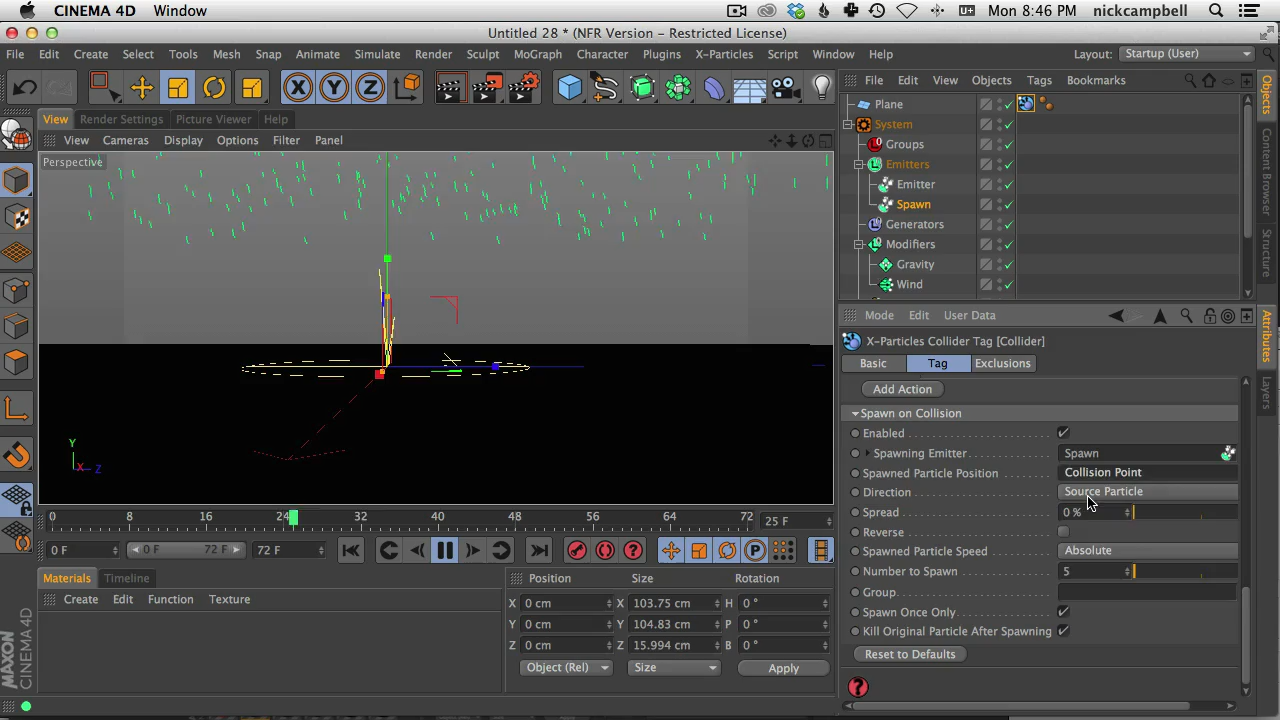 CINEMA 4D Window
Mon 8:46 PM nickcampbell
Untitled 28 * (NFR Version - Restricted License)
File Edit Create Select Tools Mesh Snap Animate Simulate Render Sculpt MoGraph Character Plugins X-Particles Script Window Help
Layout: Startup (User)
X Y Z
View Render Settings Picture Viewer Help
View Cameras Display Options Filter Panel
Perspective
Y
X Z
0 8 16 24 32 40 48 56 64 72 25 F
0 F 0 F 72 F 72 F
P
Materials Timeline
Create Edit Function Texture
Position Size Rotation
X 0 cm X 103.75 cm H 0 °
Y 0 cm Y 104.83 cm P 0 °
Z 0 cm Z 15.994 cm B 0 °
Object (Rel) Size Apply
MAXON
CINEMA 4D
File Edit View Objects Tags Bookmarks
Plane
System
Groups
Emitters
Emitter
Spawn
Generators
Modifiers
Gravity
Wind
Objects
Content Browser
Structure
Mode Edit User Data
X-Particles Collider Tag [Collider]
Basic Tag Exclusions
Add Action
Spawn on Collision
Enabled
Spawning Emitter Spawn
Spawned Particle Position Collision Point
Direction Source Particle
Spread 0 %
Reverse
Spawned Particle Speed Absolute
Number to Spawn 5
Group
Spawn Once Only
Kill Original Particle After Spawning
Reset to Defaults
Attributes
Layers